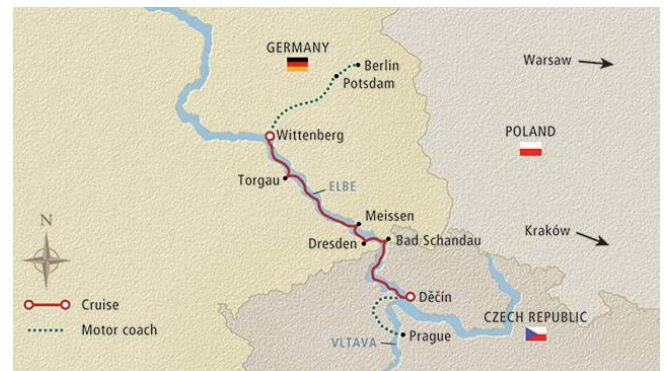 GERMANY
Berlin
Potsdam
Warsaw
Wittenberg
POLAND
Torgau
ELBE
Meissen
N
Dresden
Bad Schandau
Kraków
Cruise
Děčín
CZECH REPUBLIC
Motor coach
VLTAVA
Prague